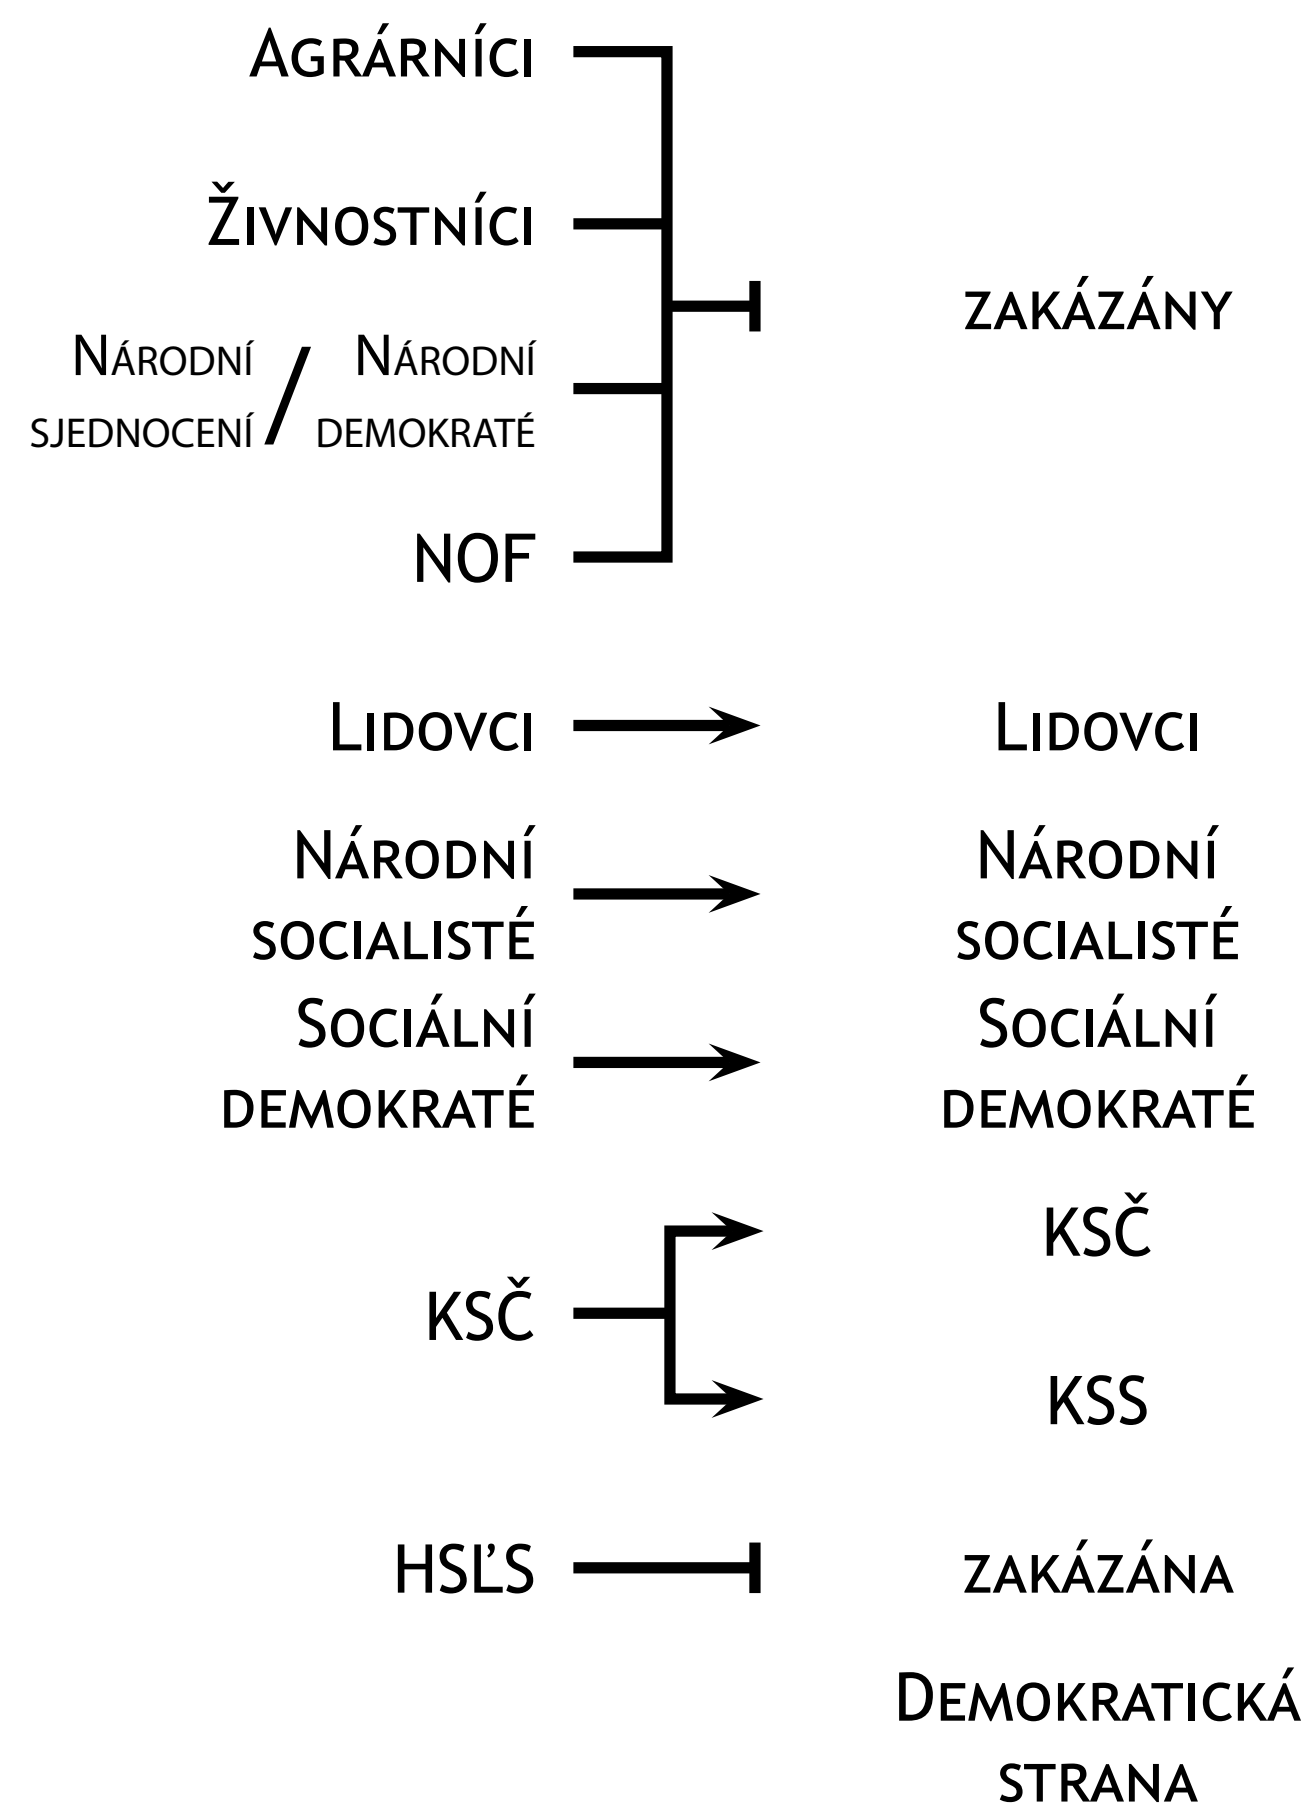 Agrárníci
Živnostníci
zakázány
Národní
sjednocení
/
Národní
demokraté
NOF
Lidovci
Lidovci
Národní
socialisté
Národní
socialisté
Sociální
demokraté
Sociální
demokraté
KSČ
KSČ
KSS
HSĽS
zakázána
Demokratická
strana